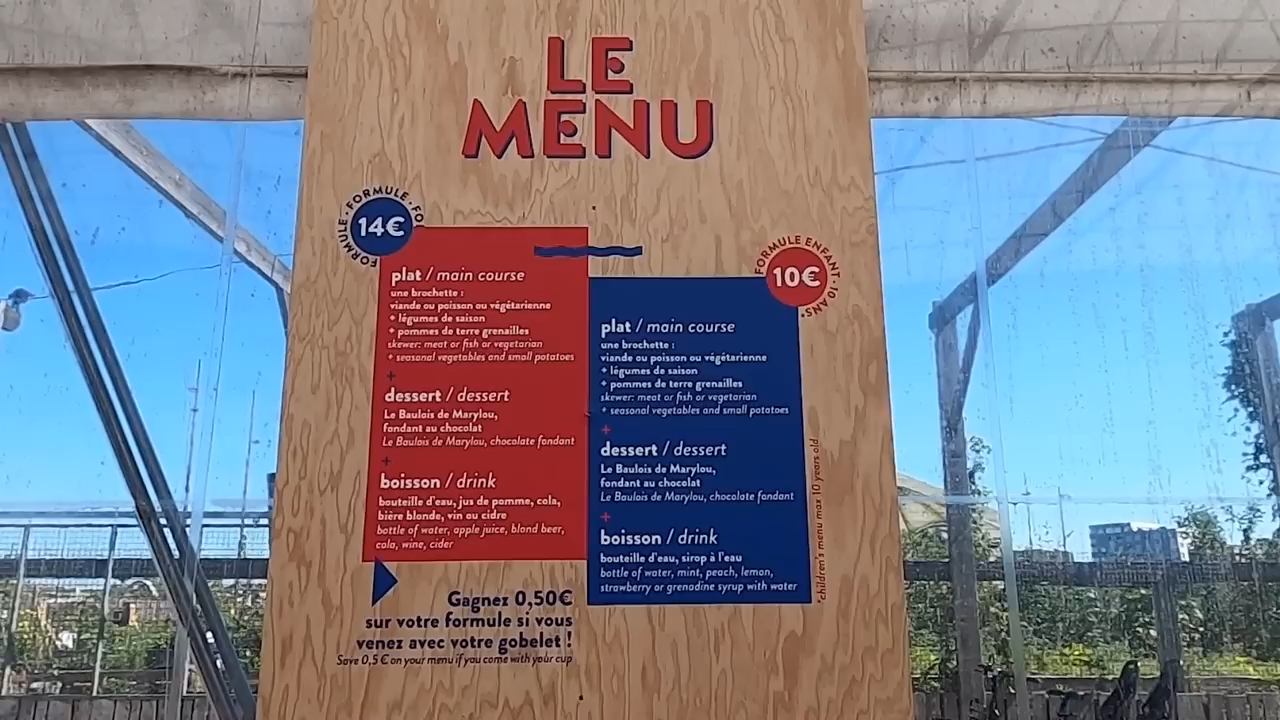 LE
MENU
FORMULE · FORMULE · FO
14€
plat / main course
une brochette :
viande ou poisson ou végétarienne
+ légumes de saison
+ pommes de terre grenailles
skewer: meat or fish or vegetarian
+ seasonal vegetables and small potatoes
+
dessert / dessert
Le Baulois de Marylou,
fondant au chocolat
Le Baulois de Marylou, chocolate fondant
+
boisson / drink
bouteille d'eau, jus de pomme, cola,
bière blonde, vin ou cidre
bottle of water, apple juice, blond beer,
cola, wine, cider
Gagnez 0,50€
sur votre formule si vous
venez avec votre gobelet !
Save 0,5 € on your menu if you come with your cup
FORMULE ENFANT · 10 ANS*
10€
plat / main course
une brochette :
viande ou poisson ou végétarienne
+ légumes de saison
+ pommes de terre grenailles
skewer: meat or fish or vegetarian
+ seasonal vegetables and small potatoes
+
dessert / dessert
Le Baulois de Marylou,
fondant au chocolat
Le Baulois de Marylou, chocolate fondant
+
boisson / drink
bouteille d'eau, sirop à l'eau
bottle of water, mint, peach, lemon,
strawberry or grenadine syrup with water
*children's menu max 10 years old